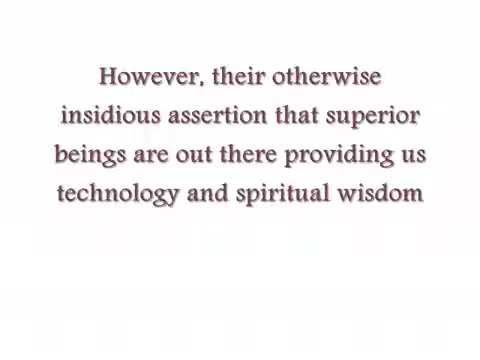 However, their otherwise
insidious assertion that superior
beings are out there providing us
technology and spiritual wisdom